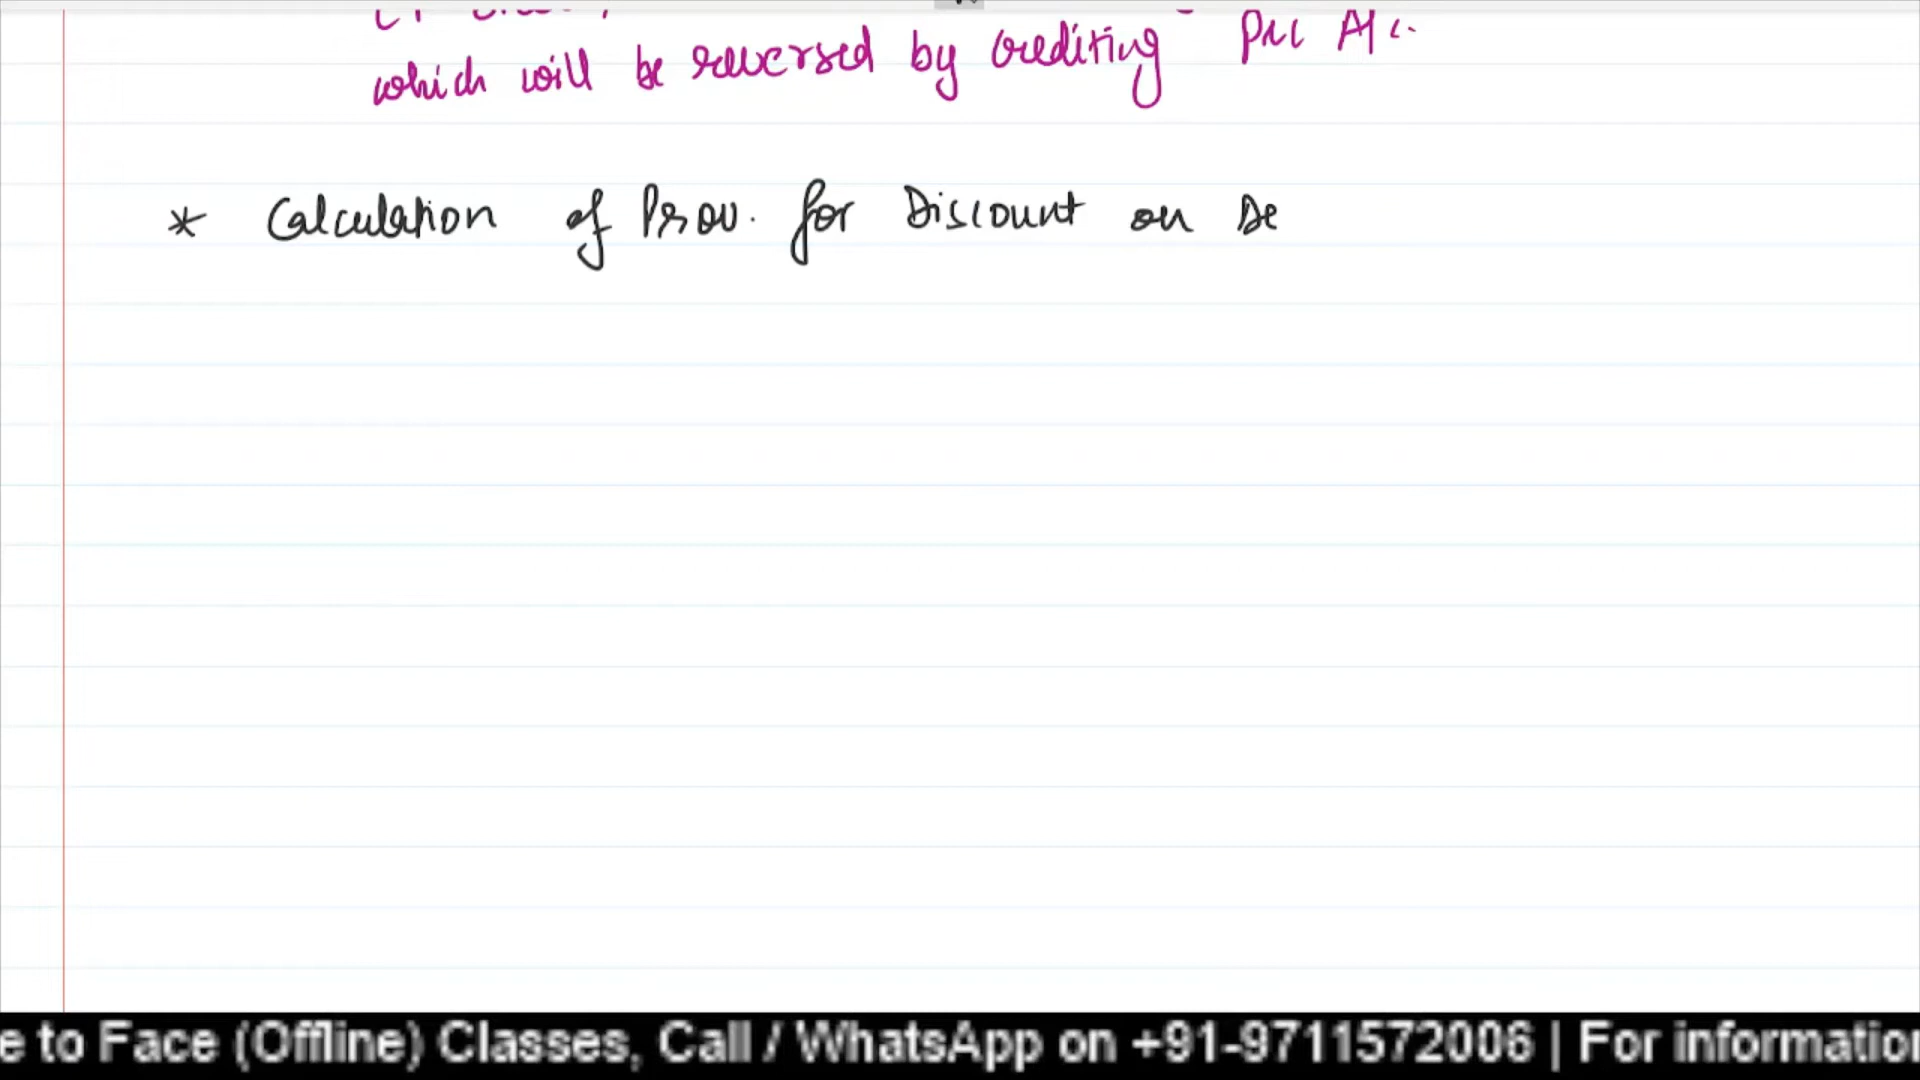 which will be reversed by crediting P&L A/c.
* Calculation of Prov. for Discount on De
e to Face (Offline) Classes, Call / WhatsApp on +91-9711572006 | For information